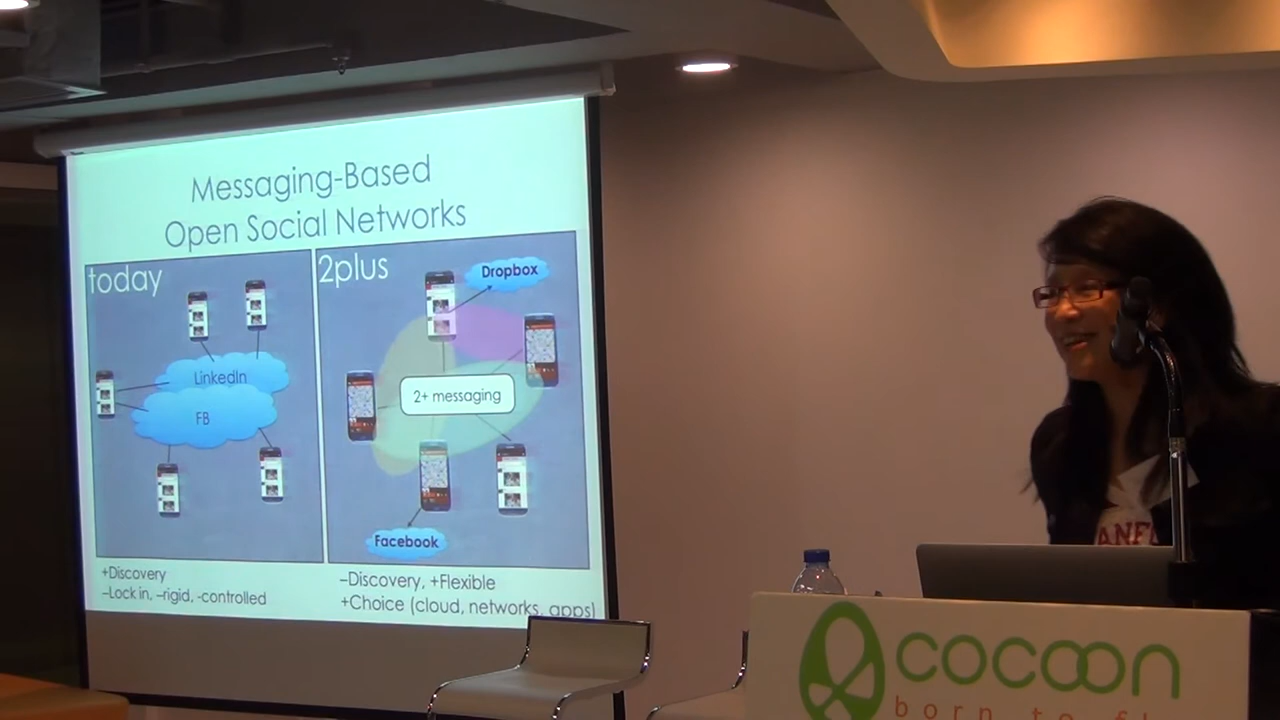 Messaging-Based
Open Social Networks
today
LinkedIn
FB
2plus
Dropbox
2+ messaging
Facebook
+Discovery
–Lock in, –rigid, -controlled
–Discovery, +Flexible
+Choice (cloud, networks, apps)
ANF
cocoon
born to fl